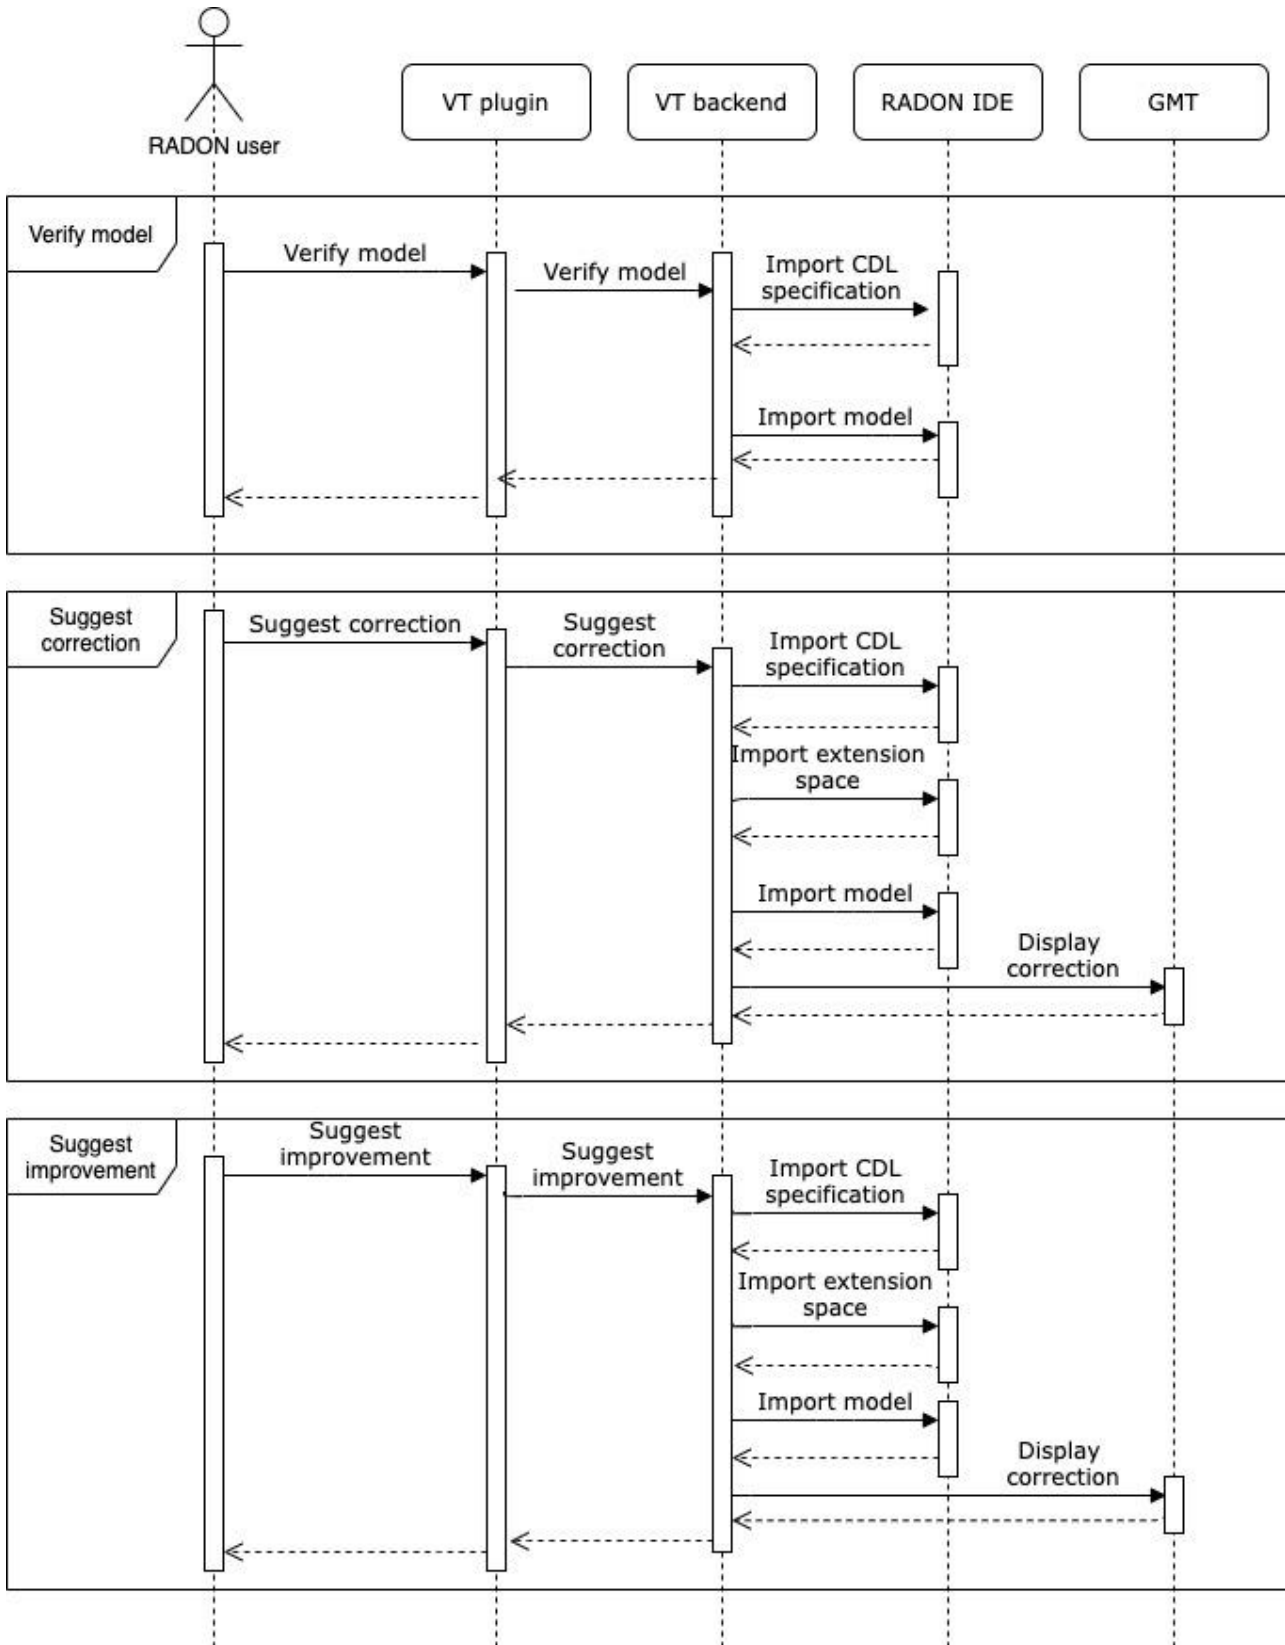 RADON user
VT plugin
VT backend
RADON IDE
GMT
Verify model
Verify model
Verify model
Import CDL
specification
Import model
Suggest
correction
Suggest correction
Suggest
correction
Import CDL
specification
Import extension
space
Import model
Display
correction
Suggest
improvement
Suggest
improvement
Suggest
improvement
Import CDL
specification
Import extension
space
Import model
Display
correction